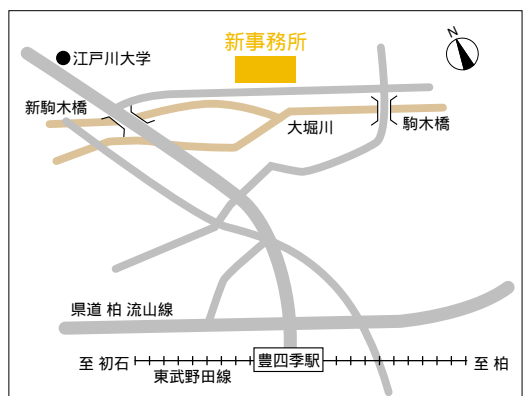 新事務所
N
江戸川大学
新駒木橋
大堀川
駒木橋
県道 柏 流山線
至 初石
豊四季駅
至 柏
東武野田線